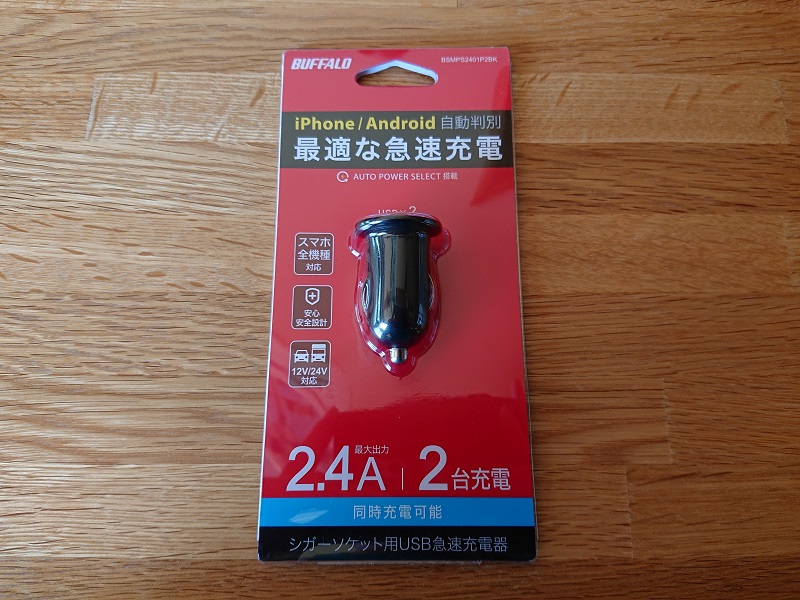 BUFFALO
BSMPS2401P2BK
iPhone/Android 自動判別
最適な急速充電
AUTO POWER SELECT 搭載
USB×2
スマホ
全機種
対応
安心
安全設計
12V/24V
対応
最大出力
2.4A | 2台充電
同時充電可能
シガーソケット用USB急速充電器